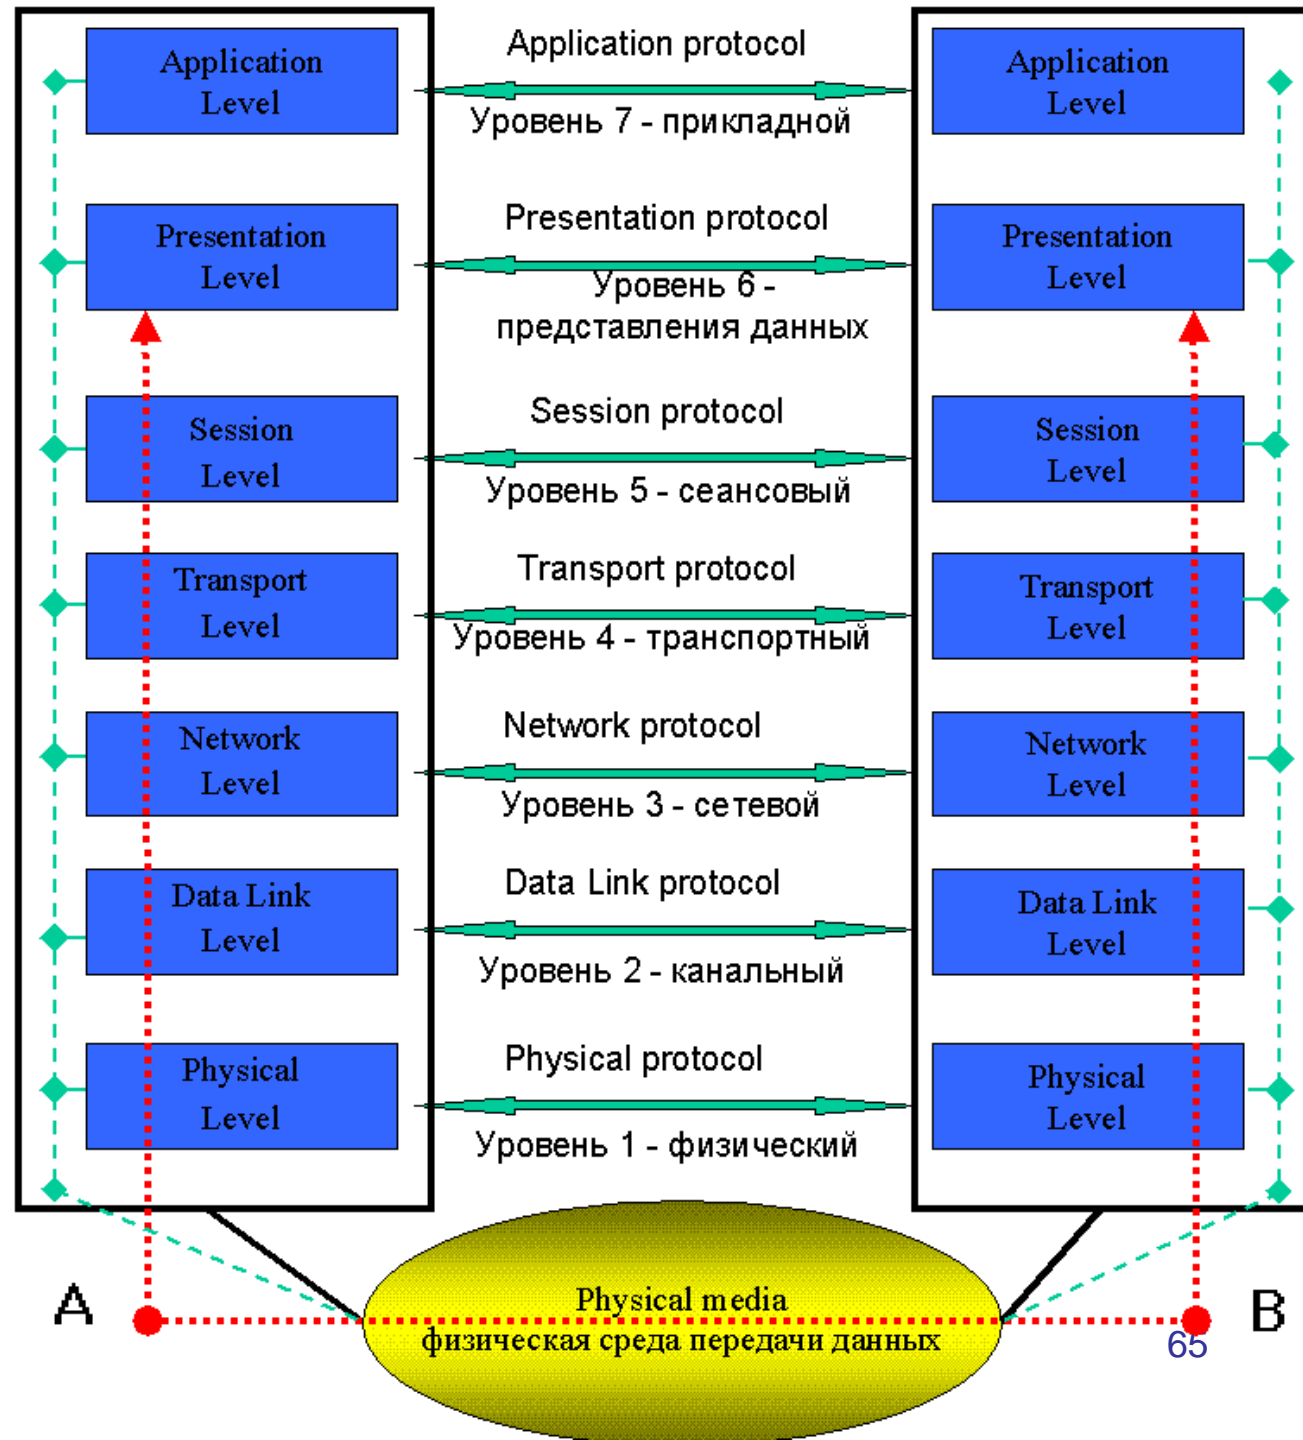 Application protocol
Application
Level
Application
Level
Уровень 7 - прикладной
Presentation protocol
Presentation
Level
Presentation
Level
Уровень 6 -
представления данных
Session protocol
Session
Level
Session
Level
Уровень 5 - сеансовый
Transport protocol
Transport
Level
Transport
Level
Уровень 4 - транспортный
Network protocol
Network
Level
Network
Level
Уровень 3 - сетевой
Data Link protocol
Data Link
Level
Data Link
Level
Уровень 2 - канальный
Physical protocol
Physical
Level
Physical
Level
Уровень 1 - физический
A
Physical media
физическая среда передачи данных
B
65